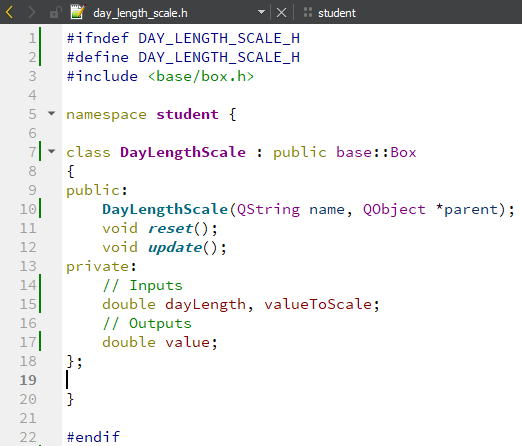 day_length_scale.h student
1 #ifndef DAY_LENGTH_SCALE_H
2 #define DAY_LENGTH_SCALE_H
3 #include <base/box.h>
4
5 namespace student {
6
7 class DayLengthScale : public base::Box
8 {
9 public:
10 DayLengthScale(QString name, QObject *parent);
11 void reset();
12 void update();
13 private:
14 // Inputs
15 double dayLength, valueToScale;
16 // Outputs
17 double value;
18 };
19
20 }
21
22 #endif